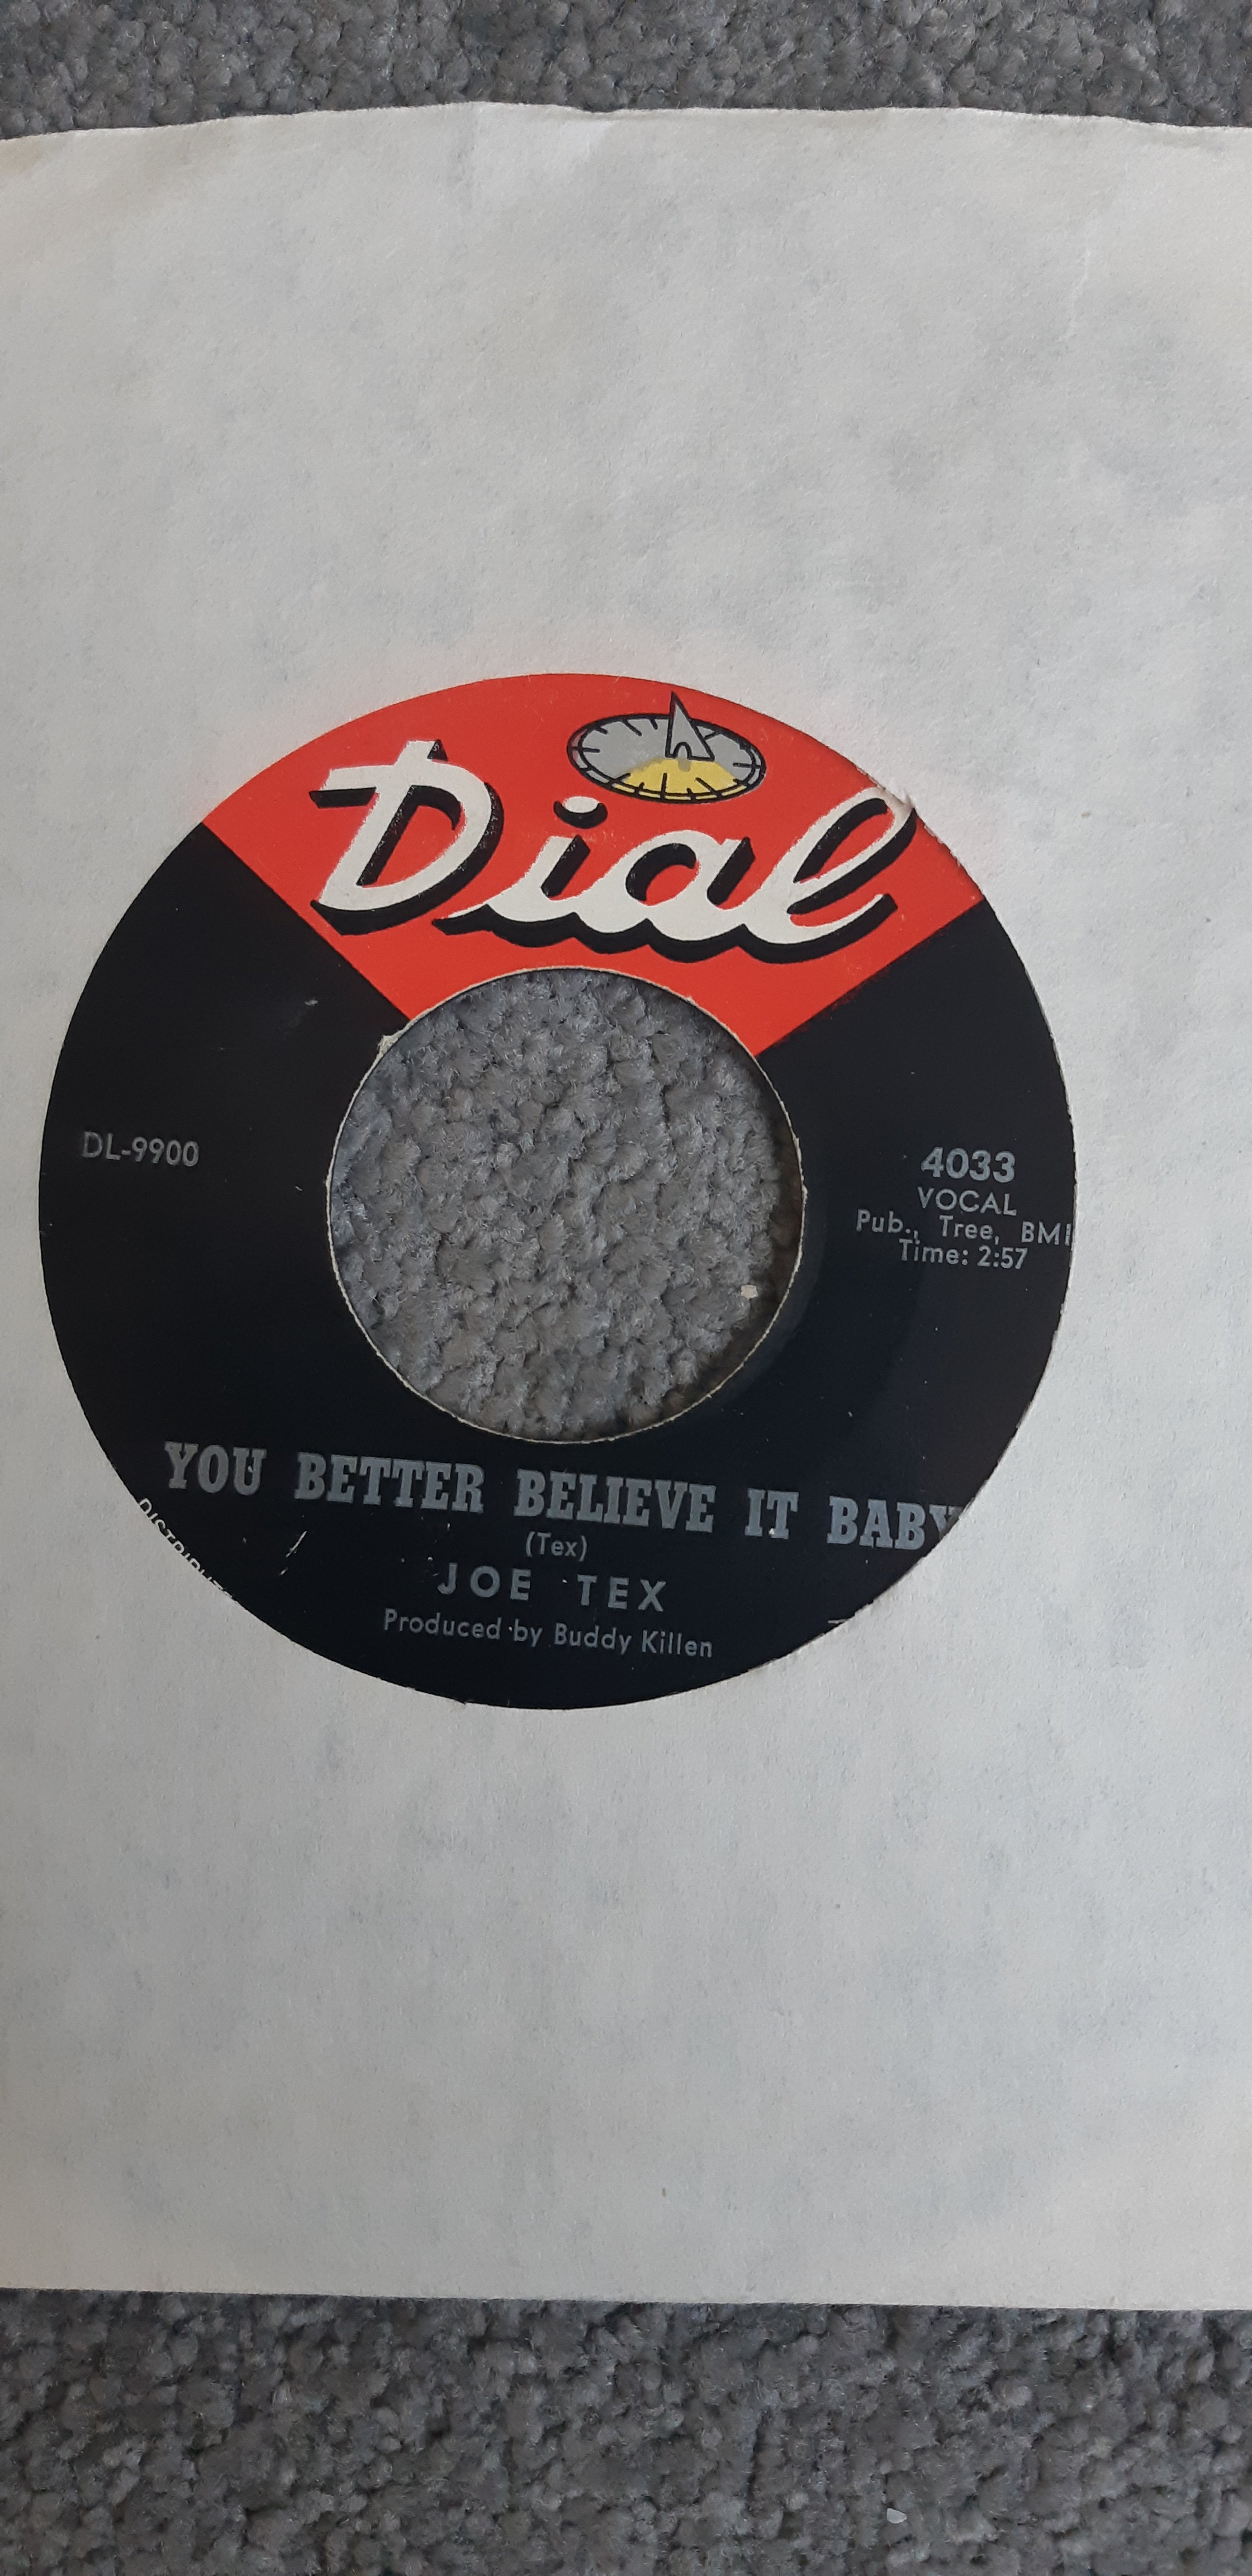 Dial
DL-9900
4033
VOCAL
Pub., Tree, BMI
Time: 2:57
YOU BETTER BELIEVE IT BABY
(Tex)
JOE TEX
Produced by Buddy Killen